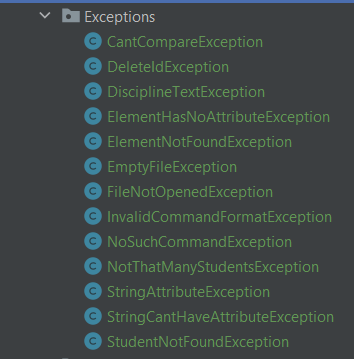 Exceptions
CantCompareException
DeleteIdException
DisciplineTextException
ElementHasNoAttributeException
ElementNotFoundException
EmptyFileException
FileNotOpenedException
InvalidCommandFormatException
NoSuchCommandException
NotThatManyStudentsException
StringAttributeException
StringCantHaveAttributeException
StudentNotFoundException